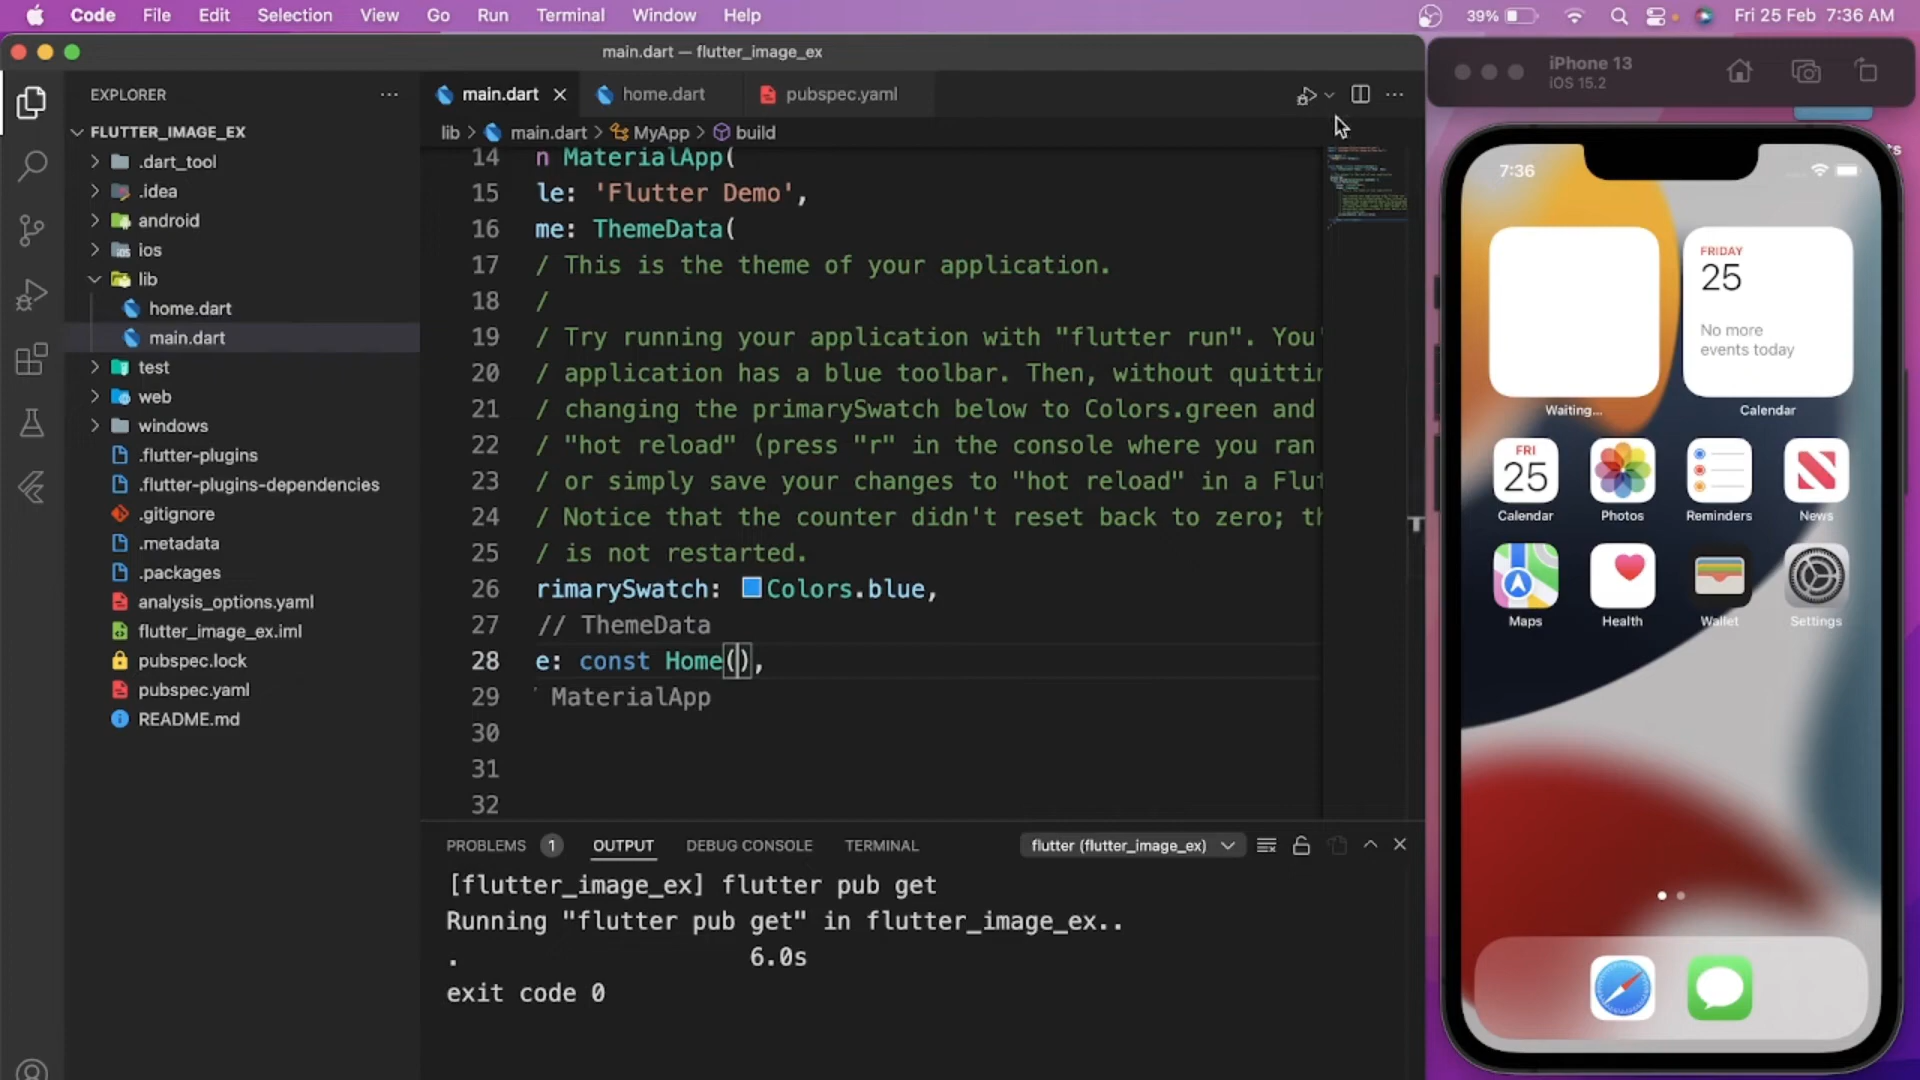 Code File Edit Selection View Go Run Terminal Window Help 39% Fri 25 Feb 7:36 AM
main.dart — flutter_image_ex
iPhone 13
iOS 15.2
EXPLORER
FLUTTER_IMAGE_EX
.dart_tool
.idea
android
ios
lib
home.dart
main.dart
test
web
windows
.flutter-plugins
.flutter-plugins-dependencies
.gitignore
.metadata
.packages
analysis_options.yaml
flutter_image_ex.iml
pubspec.lock
pubspec.yaml
README.md
main.dart home.dart pubspec.yaml
lib > main.dart > MyApp > build
14 n MaterialApp(
15 le: 'Flutter Demo',
16 me: ThemeData(
17 / This is the theme of your application.
18 /
19 / Try running your application with "flutter run". You'
20 / application has a blue toolbar. Then, without quittin
21 / changing the primarySwatch below to Colors.green and
22 / "hot reload" (press "r" in the console where you ran
23 / or simply save your changes to "hot reload" in a Flut
24 / Notice that the counter didn't reset back to zero; th
25 / is not restarted.
26 rimarySwatch: Colors.blue,
27 // ThemeData
28 e: const Home(),
29 MaterialApp
30
31
32
PROBLEMS 1 OUTPUT DEBUG CONSOLE TERMINAL flutter (flutter_image_ex)
[flutter_image_ex] flutter pub get
Running "flutter pub get" in flutter_image_ex..
. 6.0s
exit code 0
7:36
FRIDAY
25
No more
events today
Waiting... Calendar
FRI
25
Calendar Photos Reminders News
Maps Health Wallet Settings